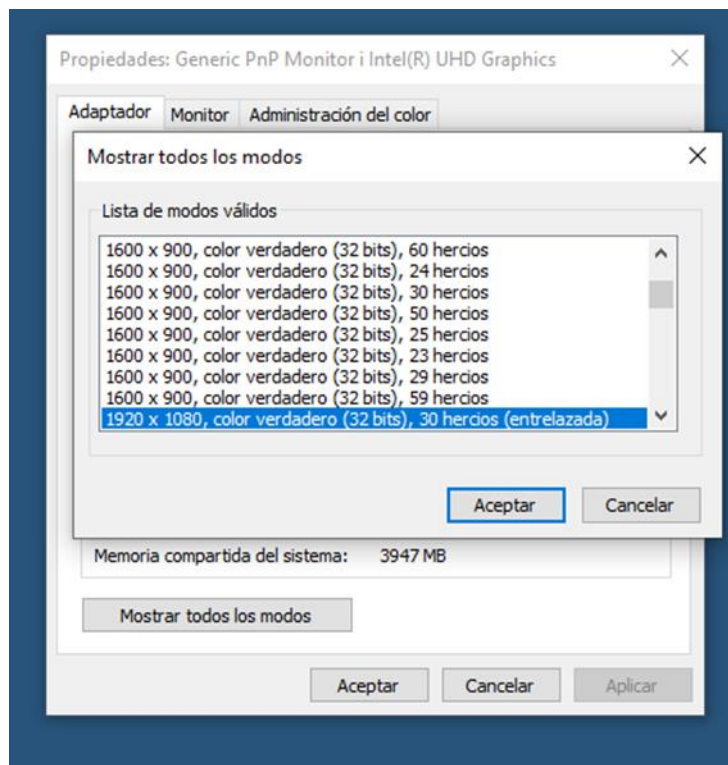 Propiedades: Generic PnP Monitor i Intel(R) UHD Graphics
Adaptador Monitor Administración del color
Mostrar todos los modos
Lista de modos válidos
1600 x 900, color verdadero (32 bits), 60 hercios
1600 x 900, color verdadero (32 bits), 24 hercios
1600 x 900, color verdadero (32 bits), 30 hercios
1600 x 900, color verdadero (32 bits), 50 hercios
1600 x 900, color verdadero (32 bits), 25 hercios
1600 x 900, color verdadero (32 bits), 23 hercios
1600 x 900, color verdadero (32 bits), 29 hercios
1600 x 900, color verdadero (32 bits), 59 hercios
1920 x 1080, color verdadero (32 bits), 30 hercios (entrelazada)
Aceptar Cancelar
Memoria compartida del sistema: 3947 MB
Mostrar todos los modos
Aceptar Cancelar Aplicar